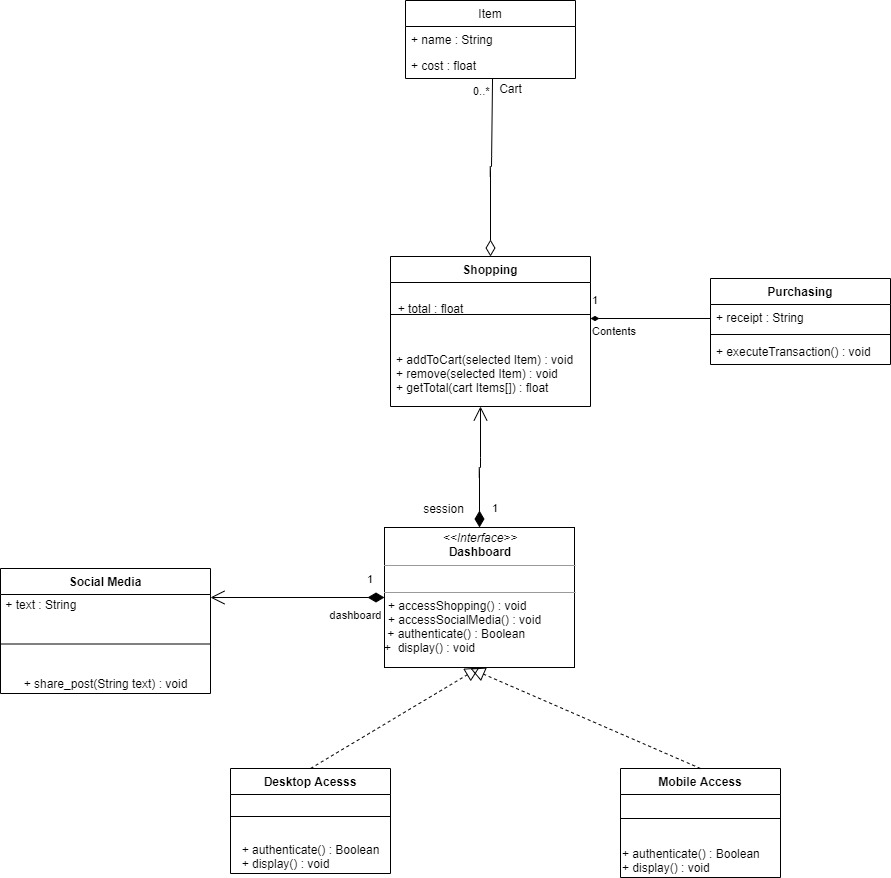 Item
+ name : String
+ cost : float
0..* Cart
Shopping
+ total : float
+ addToCart(selected Item) : void
+ remove(selected Item) : void
+ getTotal(cart Items[]) : float
1
Contents
Purchasing
+ receipt : String
+ executeTransaction() : void
session 1
<<Interface>>
Dashboard
+ accessShopping() : void
+ accessSocialMedia() : void
+ authenticate() : Boolean
+ display() : void
1
dashboard
Social Media
+ text : String
+ share_post(String text) : void
Desktop Acesss
+ authenticate() : Boolean
+ display() : void
Mobile Access
+ authenticate() : Boolean
+ display() : void